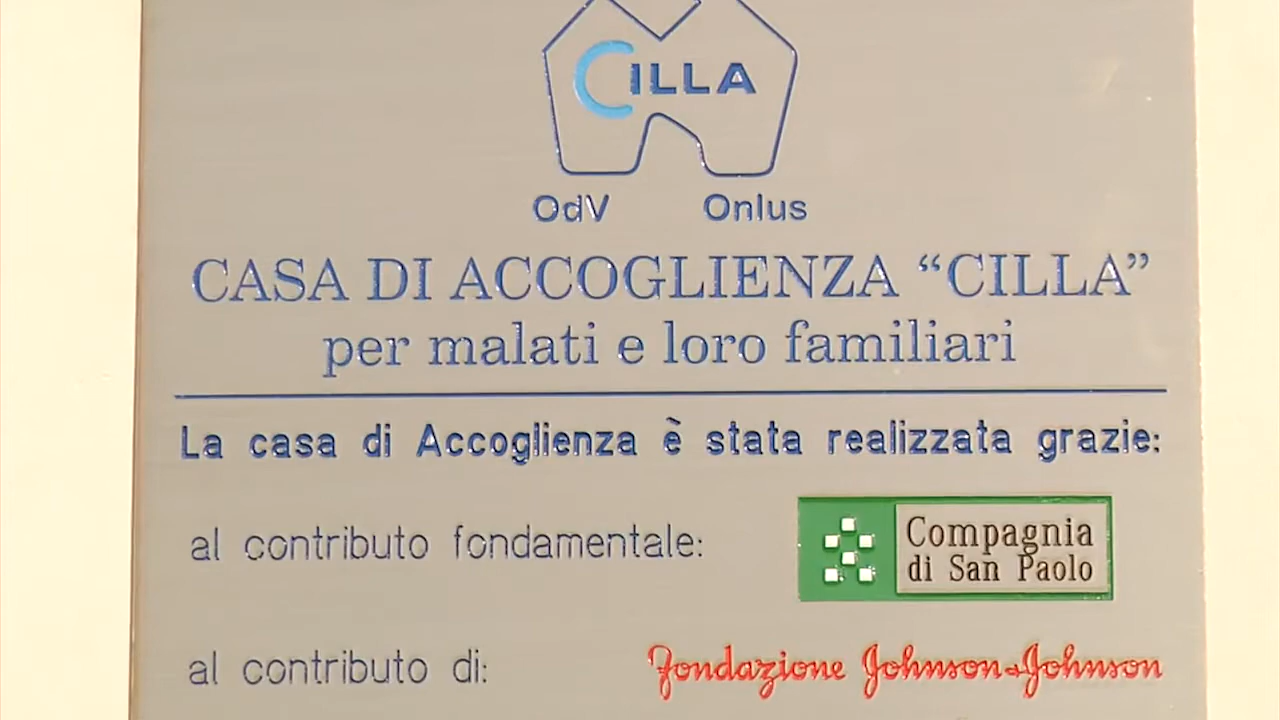 CILLA
OdV Onlus
CASA DI ACCOGLIENZA “CILLA”
per malati e loro familiari
La casa di Accoglienza è stata realizzata grazie:
al contributo fondamentale:
Compagnia
di San Paolo
al contributo di: Fondazione Johnson & Johnson